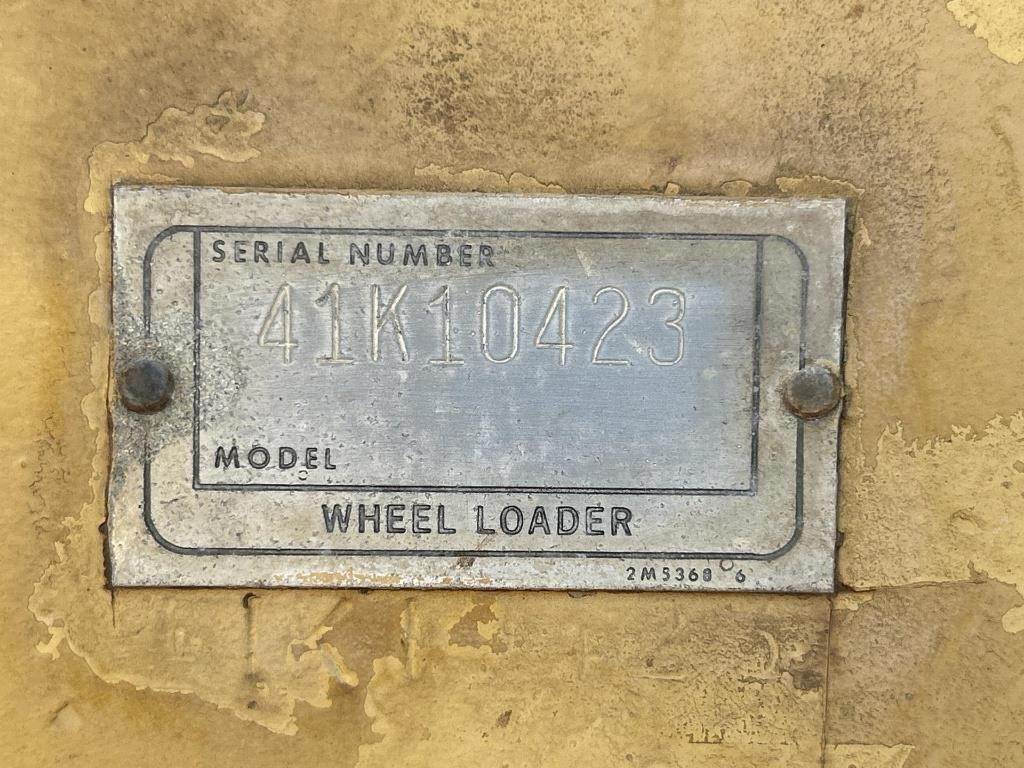 SERIAL NUMBER
41K10423
MODEL
WHEEL LOADER
2M5368 6